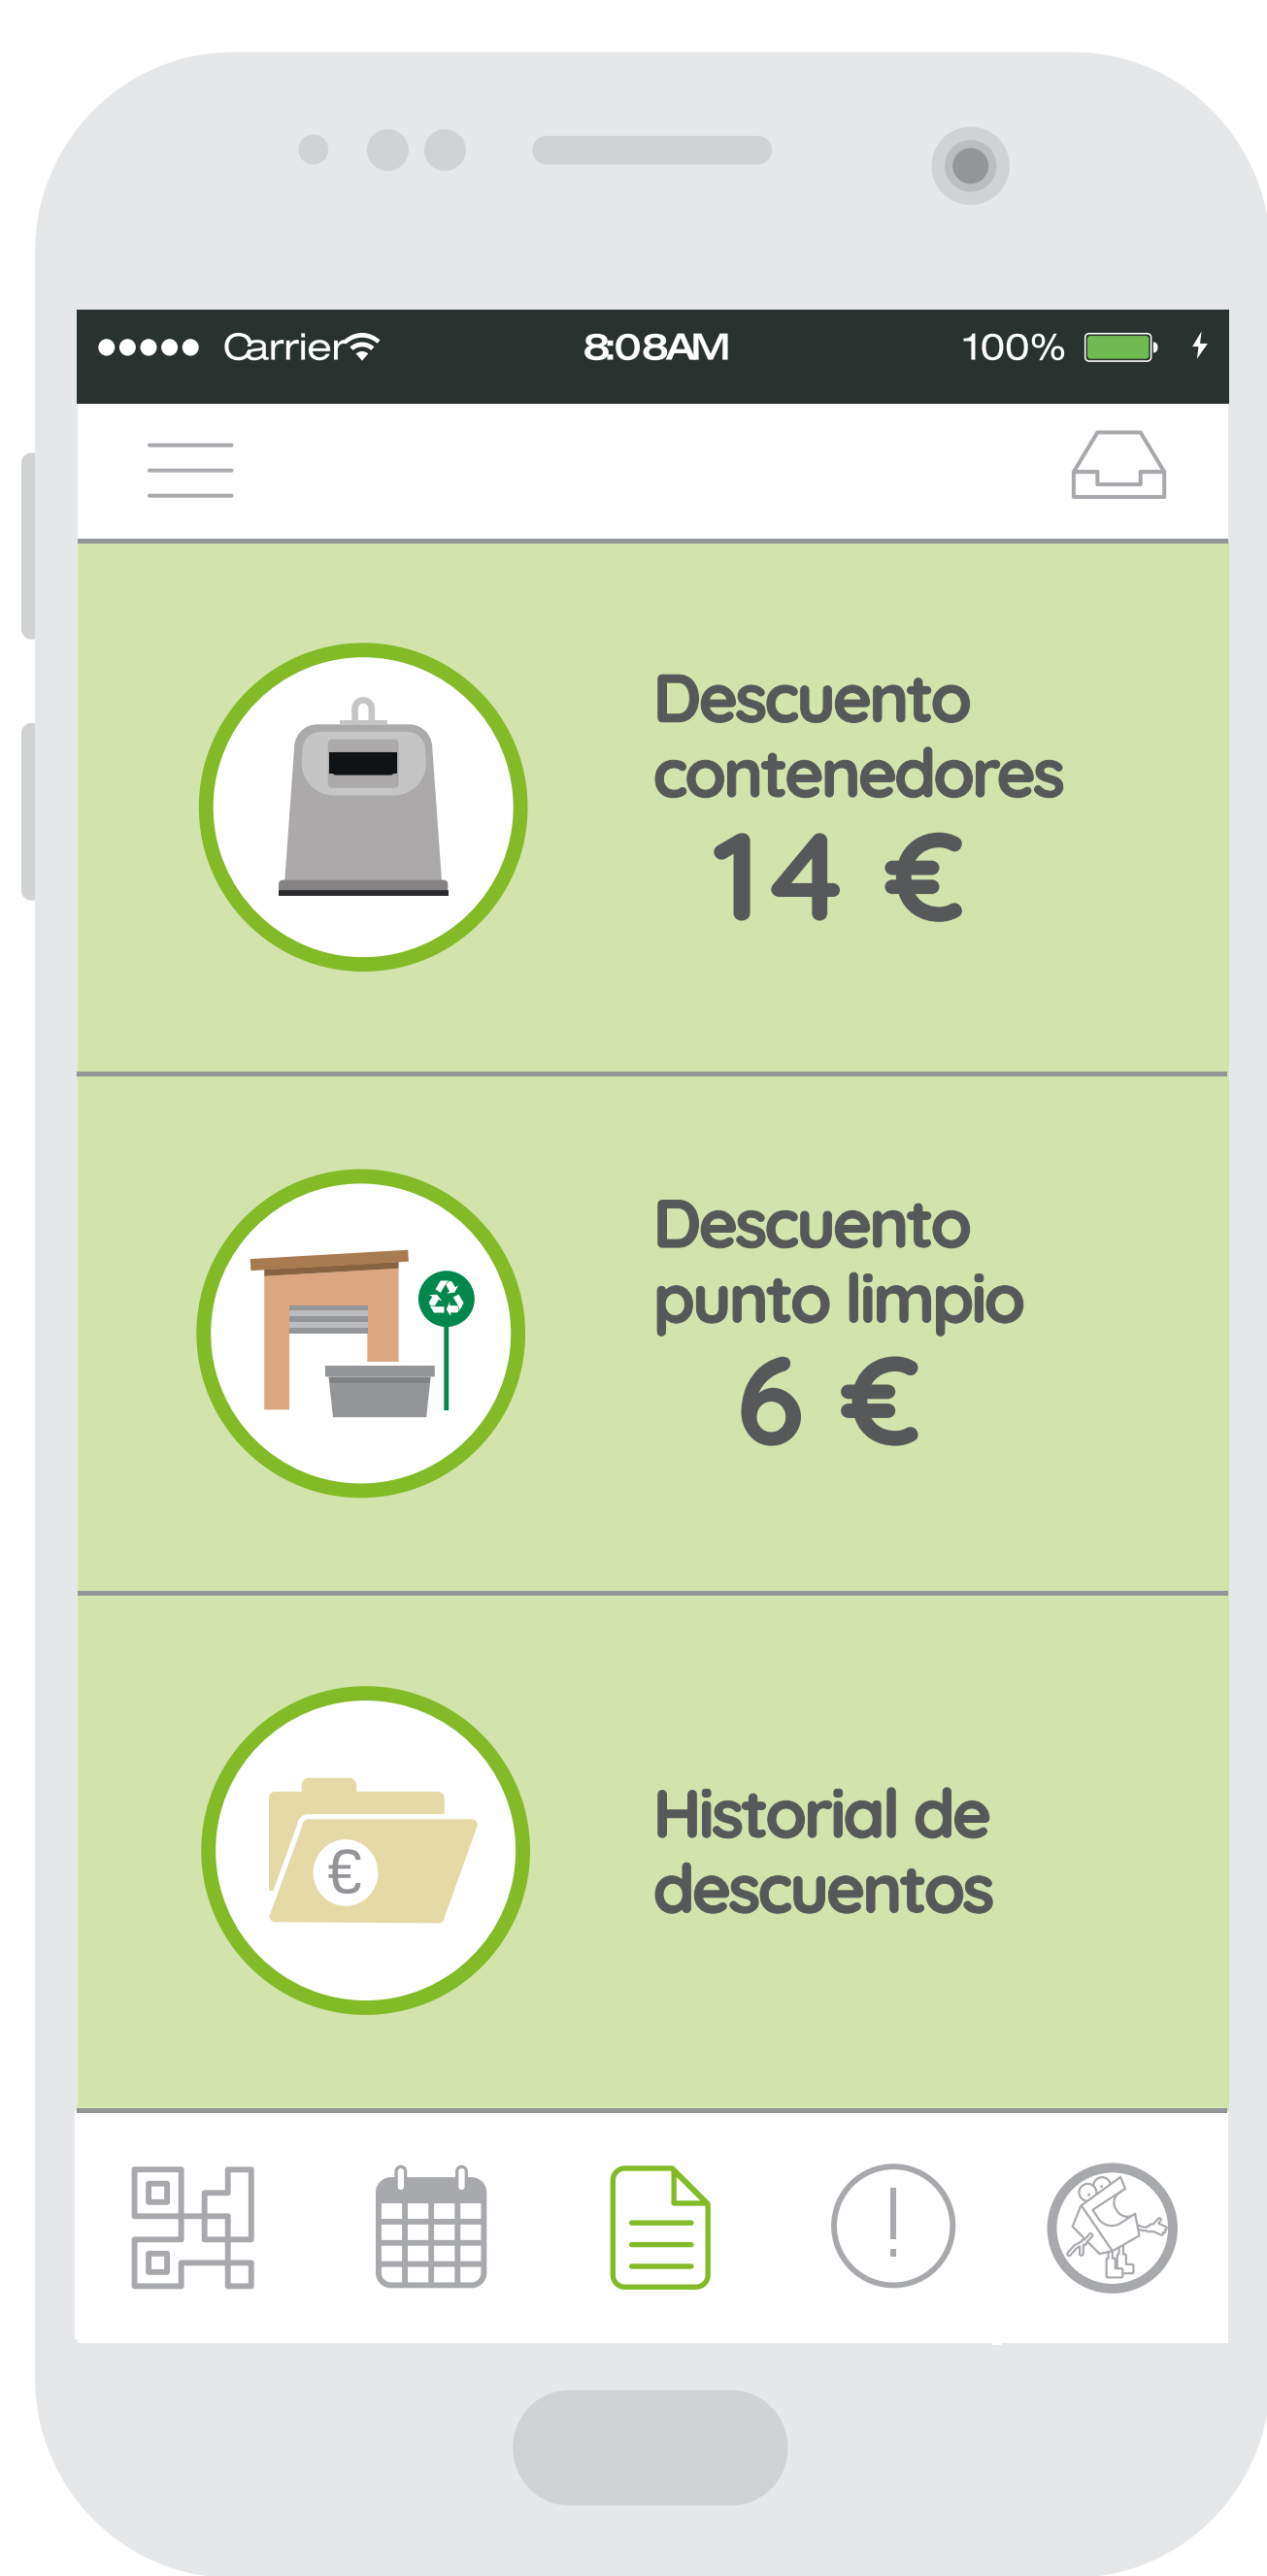 Carrier 8:08AM 100%
Descuento
contenedores
14 €
Descuento
punto limpio
6 €
€
Historial de
descuentos
!